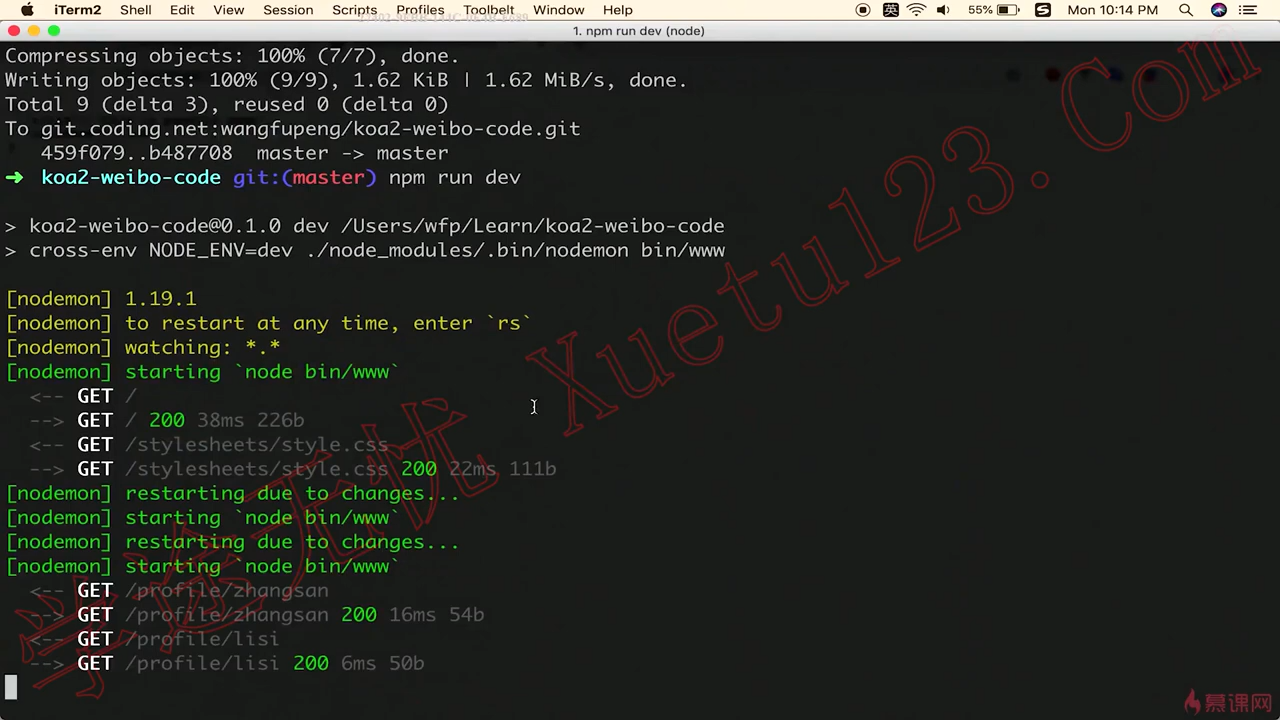 iTerm2 Shell Edit View Session Scripts Profiles Toolbelt Window Help 英 55% S Mon 10:14 PM
1. npm run dev (node)
Compressing objects: 100% (7/7), done.
Writing objects: 100% (9/9), 1.62 KiB | 1.62 MiB/s, done.
Total 9 (delta 3), reused 0 (delta 0)
To git.coding.net:wangfupeng/koa2-weibo-code.git
459f079..b487708 master -> master
➜ koa2-weibo-code git:(master) npm run dev
> koa2-weibo-code@0.1.0 dev /Users/wfp/Learn/koa2-weibo-code
> cross-env NODE_ENV=dev ./node_modules/.bin/nodemon bin/www
[nodemon] 1.19.1
[nodemon] to restart at any time, enter `rs`
[nodemon] watching: *.*
[nodemon] starting `node bin/www`
<-- GET /
--> GET / 200 38ms 226b
<-- GET /stylesheets/style.css
--> GET /stylesheets/style.css 200 22ms 111b
[nodemon] restarting due to changes...
[nodemon] starting `node bin/www`
[nodemon] restarting due to changes...
[nodemon] starting `node bin/www`
<-- GET /profile/zhangsan
--> GET /profile/zhangsan 200 16ms 54b
<-- GET /profile/lisi
--> GET /profile/lisi 200 6ms 50b
学途无忧 Xuetu123.Com
慕课网